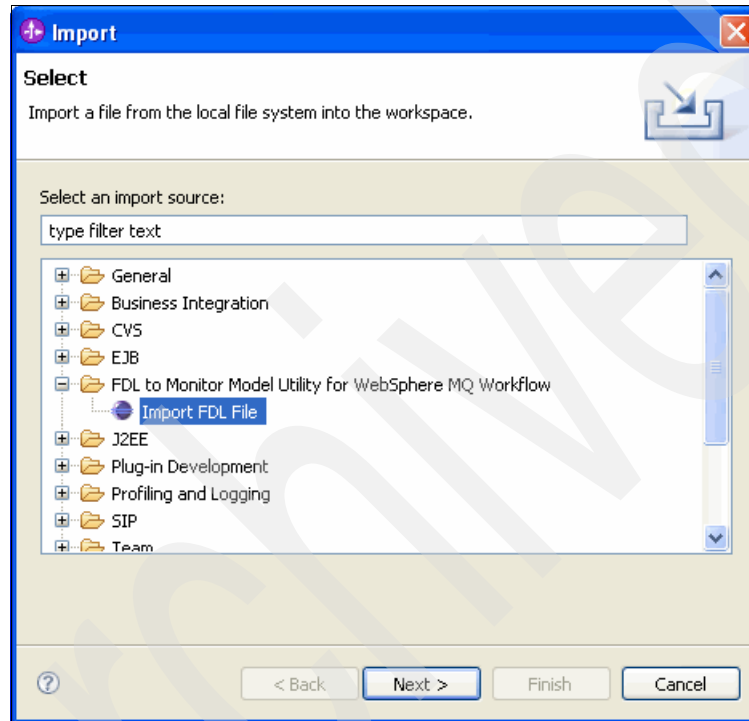 Import
Select
Import a file from the local file system into the workspace.
Select an import source:
type filter text
General
Business Integration
CVS
EJB
FDL to Monitor Model Utility for WebSphere MQ Workflow
Import FDL File
J2EE
Plug-in Development
Profiling and Logging
SIP
Team
?
< Back Next > Finish Cancel